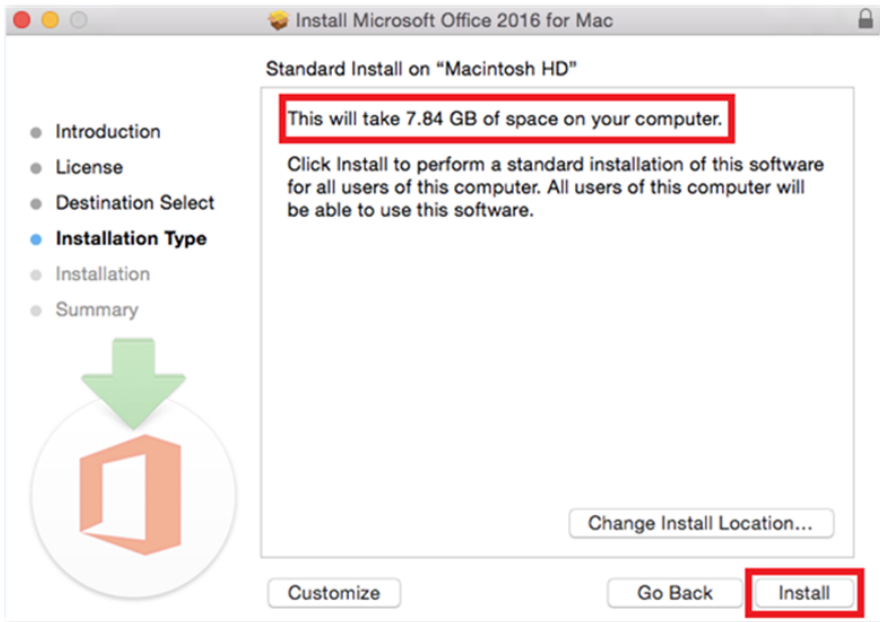 Install Microsoft Office 2016 for Mac
Standard Install on “Macintosh HD”
Introduction
License
Destination Select
Installation Type
Installation
Summary
This will take 7.84 GB of space on your computer.
Click Install to perform a standard installation of this software
for all users of this computer. All users of this computer will
be able to use this software.
Change Install Location...
Customize
Go Back
Install